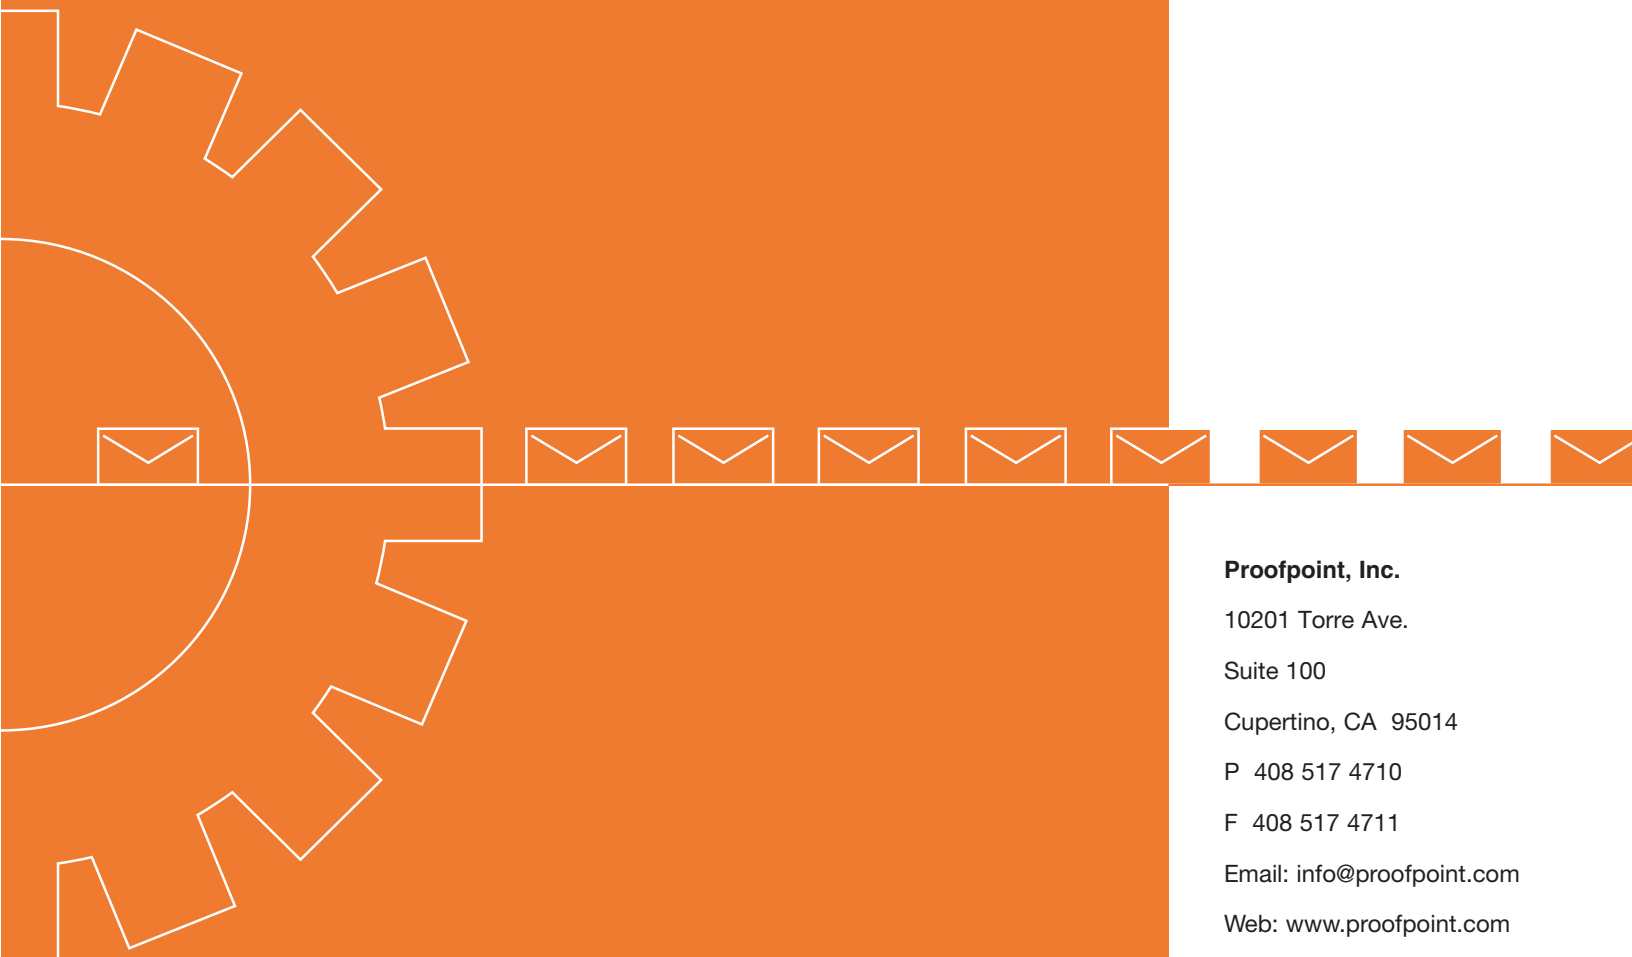 Proofpoint, Inc.
10201 Torre Ave.
Suite 100
Cupertino, CA  95014
P  408 517 4710
F  408 517 4711
Email: info@proofpoint.com
Web: www.proofpoint.com